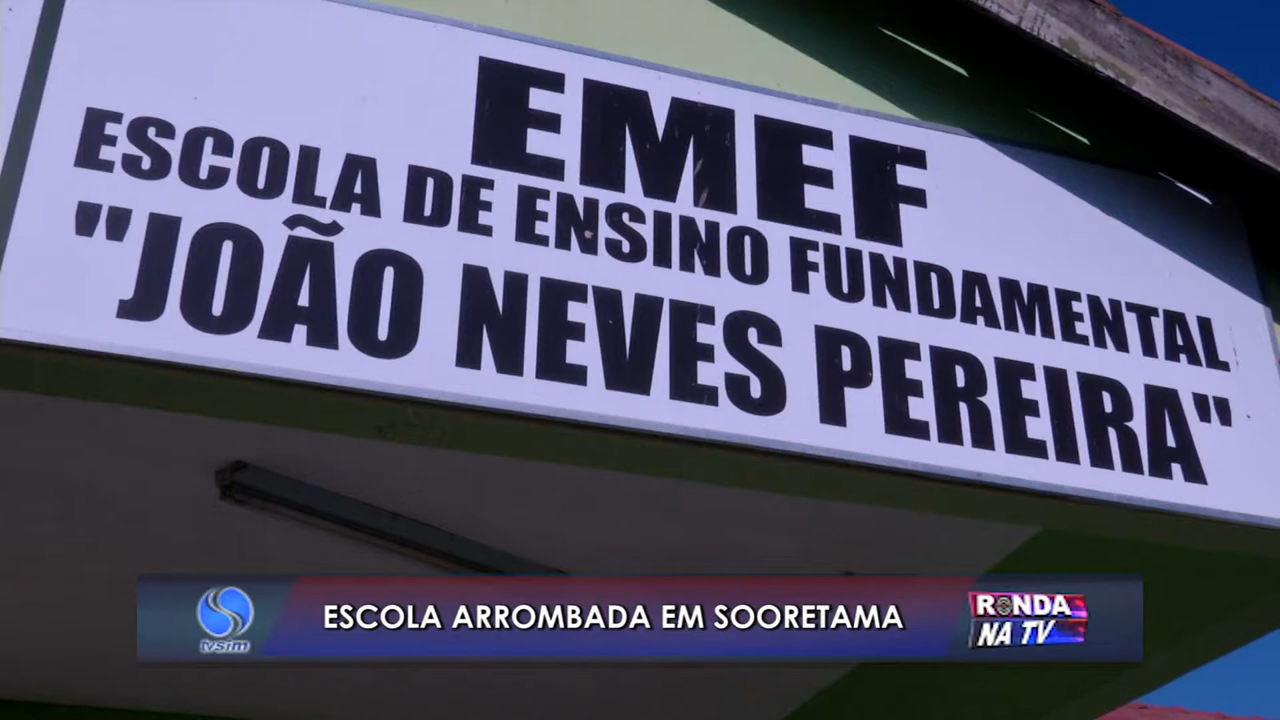 EMEF
ESCOLA DE ENSINO FUNDAMENTAL
"JOÃO NEVES PEREIRA"
ESCOLA ARROMBADA EM SOORETAMA
tvsim
RONDA
NA TV